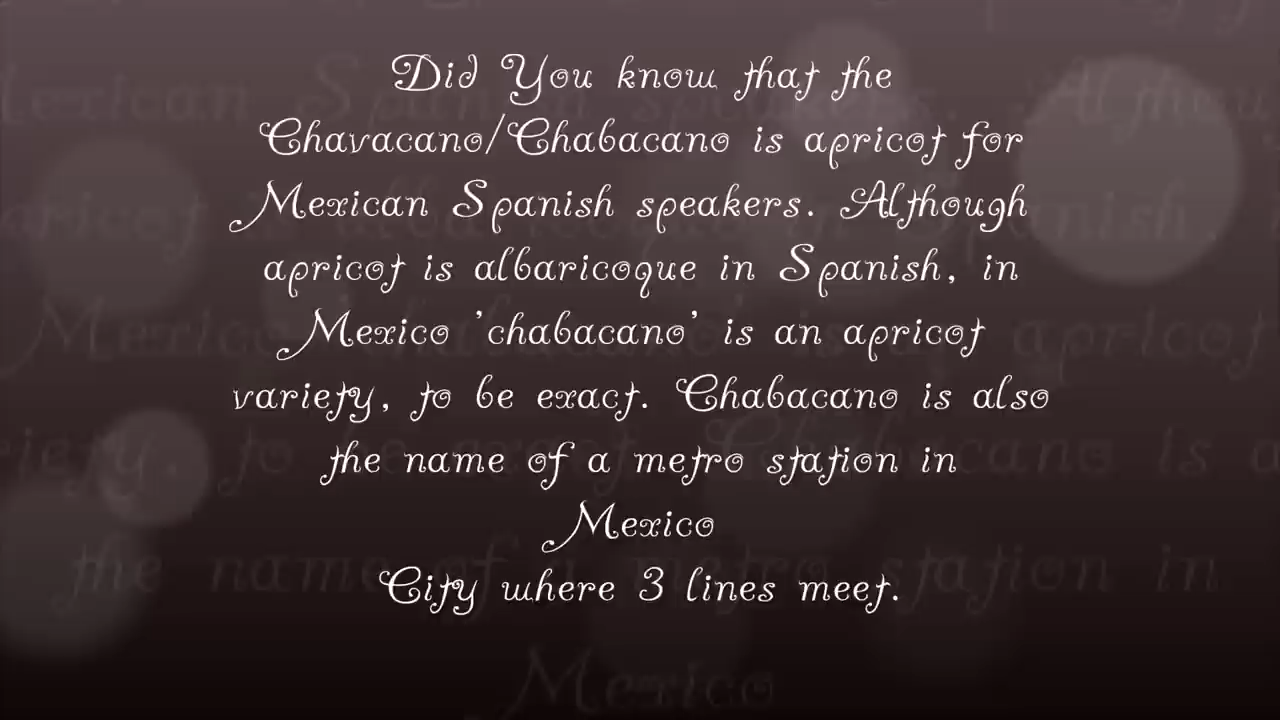 Did You know that the
Chavacano/Chabacano is apricot for
Mexican Spanish speakers. Although
apricot is albaricoque in Spanish, in
Mexico 'chabacano' is an apricot
variety, to be exact. Chabacano is also
the name of a metro station in
Mexico
City where 3 lines meet.